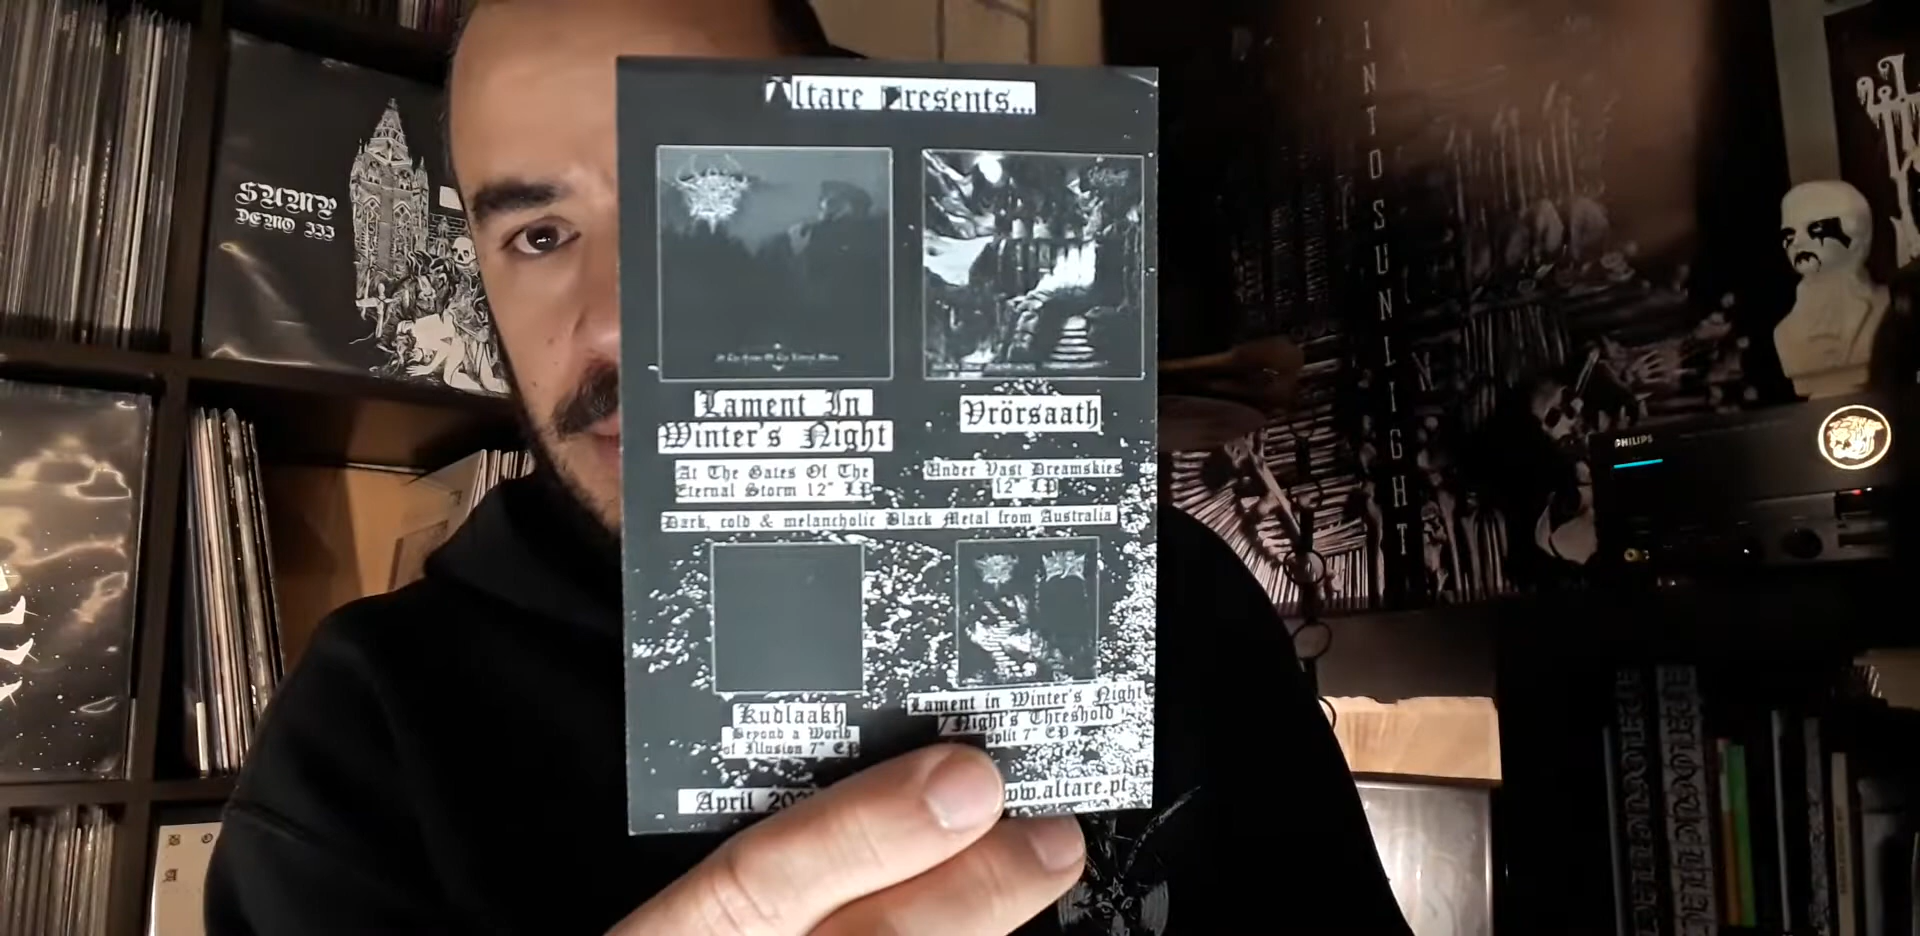 Altare Presents...
Lament In
Winter's Night
At The Gates Of The
Eternal Storm 12" LP
Vrörsaath
Under Vast Dreamskies
12" LP
Dark, cold & melancholic Black Metal from Australia
Kudlaakh
Beyond a World
of Illusion 7" EP
Lament in Winter's Night
/ Night's Threshold
split 7" EP
April
www.altare.pt
SUMP
DEMO III
INTO SUNLIGHT
PHILIPS